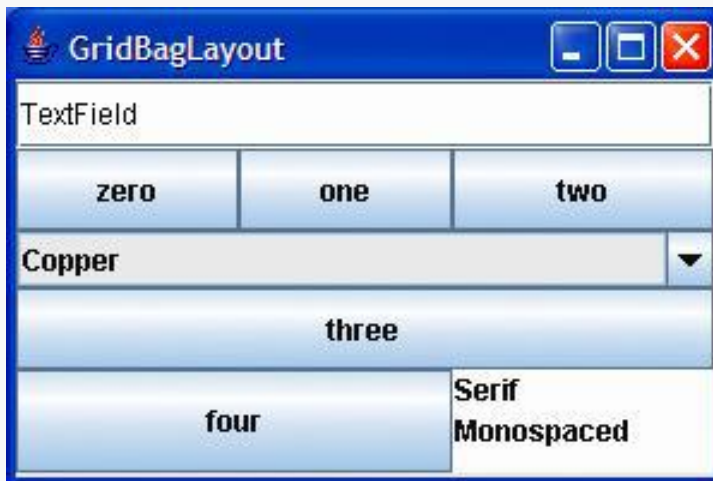 GridBagLayout
TextField
zero one two
Copper
three
four
Serif
Monospaced